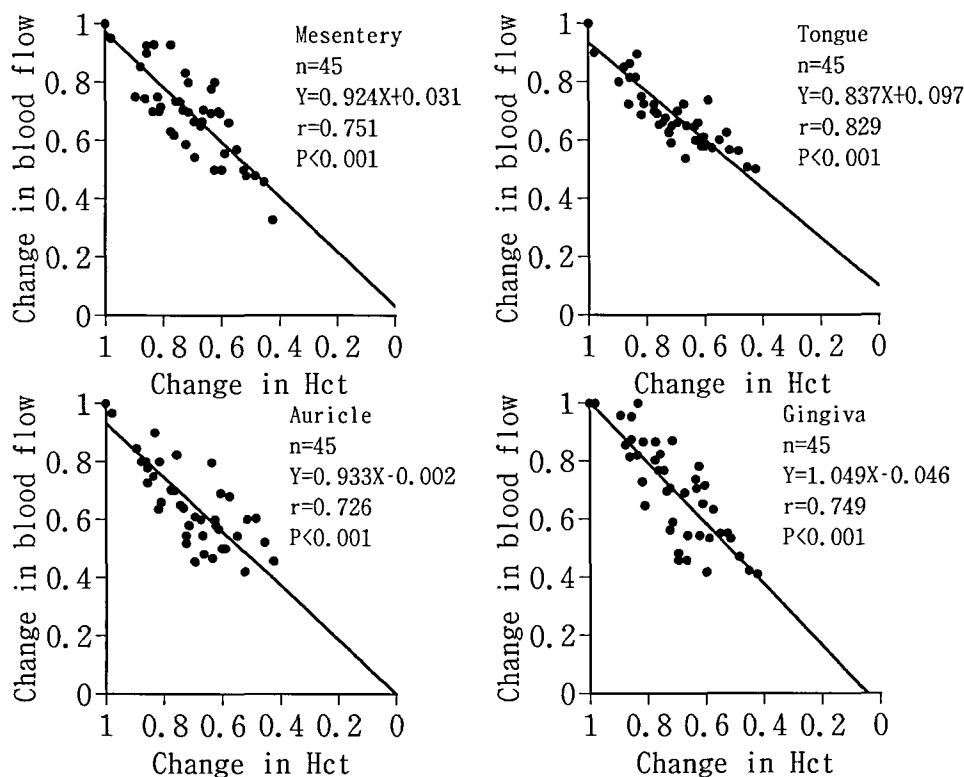 Change in blood flow
1
0.8
0.6
0.4
0.2
0
Mesentery
n=45
Y=0.924X+0.031
r=0.751
P<0.001
1 0.8 0.6 0.4 0.2 0
Change in Hct
Change in blood flow
1
0.8
0.6
0.4
0.2
0
Tongue
n=45
Y=0.837X+0.097
r=0.829
P<0.001
1 0.8 0.6 0.4 0.2 0
Change in Hct
Change in blood flow
1
0.8
0.6
0.4
0.2
0
Auricle
n=45
Y=0.933X-0.002
r=0.726
P<0.001
1 0.8 0.6 0.4 0.2 0
Change in Hct
Change in blood flow
1
0.8
0.6
0.4
0.2
0
Gingiva
n=45
Y=1.049X-0.046
r=0.749
P<0.001
1 0.8 0.6 0.4 0.2 0
Change in Hct